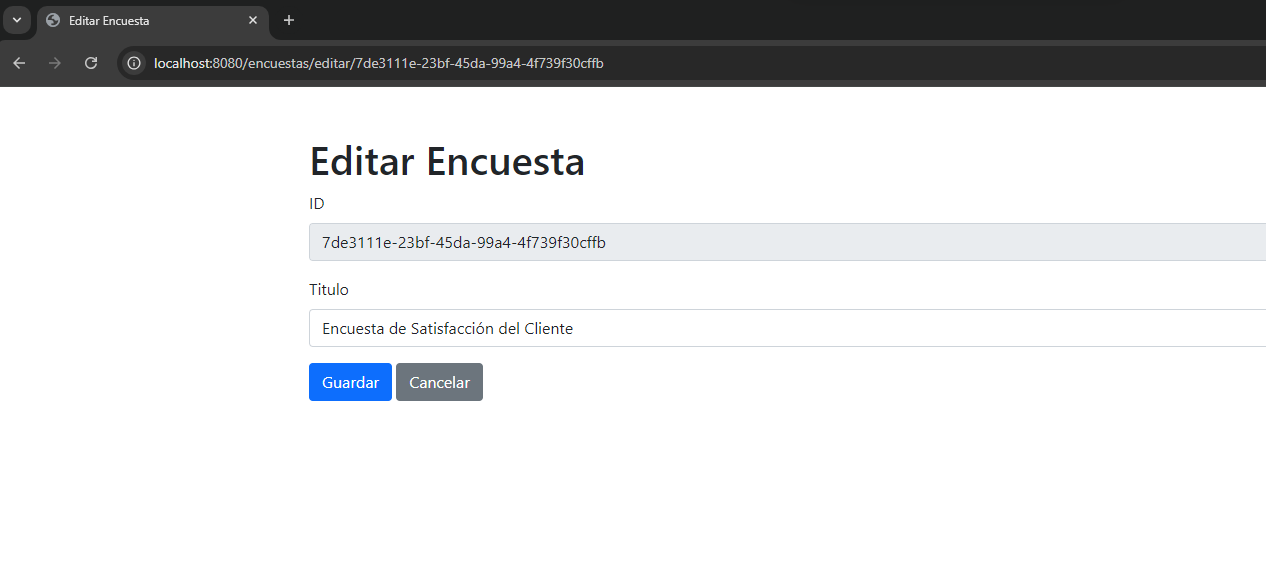 Editar Encuesta
localhost:8080/encuestas/editar/7de3111e-23bf-45da-99a4-4f739f30cffb
Editar Encuesta
ID
7de3111e-23bf-45da-99a4-4f739f30cffb
Titulo
Encuesta de Satisfacción del Cliente
Guardar Cancelar